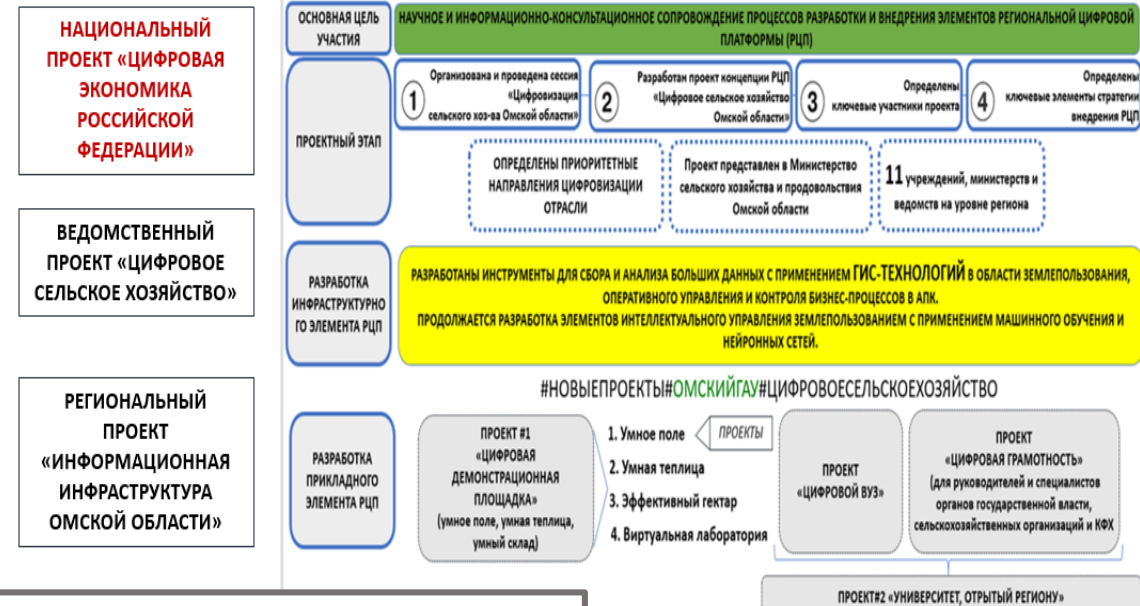 НАЦИОНАЛЬНЫЙ
ПРОЕКТ «ЦИФРОВАЯ
ЭКОНОМИКА
РОССИЙСКОЙ
ФЕДЕРАЦИИ»
ВЕДОМСТВЕННЫЙ
ПРОЕКТ «ЦИФРОВОЕ
СЕЛЬСКОЕ ХОЗЯЙСТВО»
РЕГИОНАЛЬНЫЙ
ПРОЕКТ
«ИНФОРМАЦИОННАЯ
ИНФРАСТРУКТУРА
ОМСКОЙ ОБЛАСТИ»
ОСНОВНАЯ ЦЕЛЬ
УЧАСТИЯ
НАУЧНОЕ И ИНФОРМАЦИОННО-КОНСУЛЬТАЦИОННОЕ СОПРОВОЖДЕНИЕ ПРОЦЕССОВ РАЗРАБОТКИ И ВНЕДРЕНИЯ ЭЛЕМЕНТОВ РЕГИОНАЛЬНОЙ ЦИФРОВОЙ
ПЛАТФОРМЫ (РЦП)
ПРОЕКТНЫЙ ЭТАП
1
Организована и проведена сессия
«Цифровизация
сельского хоз-ва Омской области»
2
Разработан проект концепции РЦП
«Цифровое сельское хозяйство
Омской области»
3
Определены
ключевые участники проекта
4
Определены
ключевые элементы стратегии
внедрения РЦП
ОПРЕДЕЛЕНЫ ПРИОРИТЕТНЫЕ
НАПРАВЛЕНИЯ ЦИФРОВИЗАЦИИ
ОТРАСЛИ
Проект представлен в Министерство
сельского хозяйства и продовольствия
Омской области
11 учреждений, министерств и
ведомств на уровне региона
РАЗРАБОТКА
ИНФРАСТРУКТУРНО
ГО ЭЛЕМЕНТА РЦП
РАЗРАБОТАНЫ ИНСТРУМЕНТЫ ДЛЯ СБОРА И АНАЛИЗА БОЛЬШИХ ДАННЫХ С ПРИМЕНЕНИЕМ ГИС-ТЕХНОЛОГИЙ В ОБЛАСТИ ЗЕМЛЕПОЛЬЗОВАНИЯ,
ОПЕРАТИВНОГО УПРАВЛЕНИЯ И КОНТРОЛЯ БИЗНЕС-ПРОЦЕССОВ В АПК.
ПРОДОЛЖАЕТСЯ РАЗРАБОТКА ЭЛЕМЕНТОВ ИНТЕЛЛЕКТУАЛЬНОГО УПРАВЛЕНИЯ ЗЕМЛЕПОЛЬЗОВАНИЕМ С ПРИМЕНЕНИЕМ МАШИННОГО ОБУЧЕНИЯ И
НЕЙРОННЫХ СЕТЕЙ.
#НОВЫЕПРОЕКТЫ#ОМСКИЙГАУ#ЦИФРОВОЕСЕЛЬСКОЕХОЗЯЙСТВО
РАЗРАБОТКА
ПРИКЛАДНОГО
ЭЛЕМЕНТА РЦП
ПРОЕКТ #1
«ЦИФРОВАЯ
ДЕМОНСТРАЦИОННАЯ
ПЛОЩАДКА»
(умное поле, умная теплица,
умный склад)
1. Умное поле
ПРОЕКТЫ
2. Умная теплица
3. Эффективный гектар
4. Виртуальная лаборатория
ПРОЕКТ
«ЦИФРОВОЙ ВУЗ»
ПРОЕКТ
«ЦИФРОВАЯ ГРАМОТНОСТЬ»
(для руководителей и специалистов
органов государственной власти,
сельскохозяйственных организаций и КФХ
ПРОЕКТ#2 «УНИВЕРСИТЕТ, ОТРЫТЫЙ РЕГИОНУ»